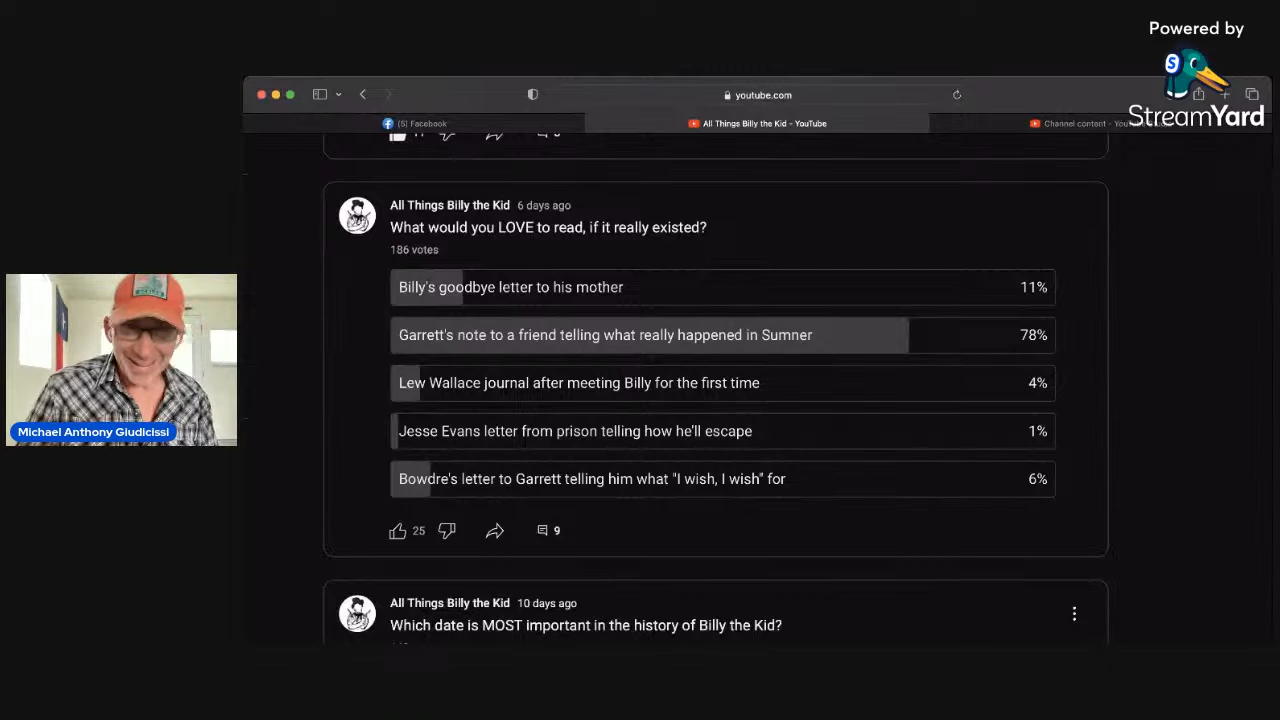 Powered by
StreamYard
youtube.com
(5) Facebook
All Things Billy the Kid - YouTube
Channel content - You
All Things Billy the Kid 6 days ago
What would you LOVE to read, if it really existed?
186 votes
Billy's goodbye letter to his mother 11%
Garrett's note to a friend telling what really happened in Sumner 78%
Lew Wallace journal after meeting Billy for the first time 4%
Jesse Evans letter from prison telling how he'll escape 1%
Bowdre's letter to Garrett telling him what "I wish, I wish" for 6%
25 9
Michael Anthony Giudicissi
All Things Billy the Kid 10 days ago
Which date is MOST important in the history of Billy the Kid?